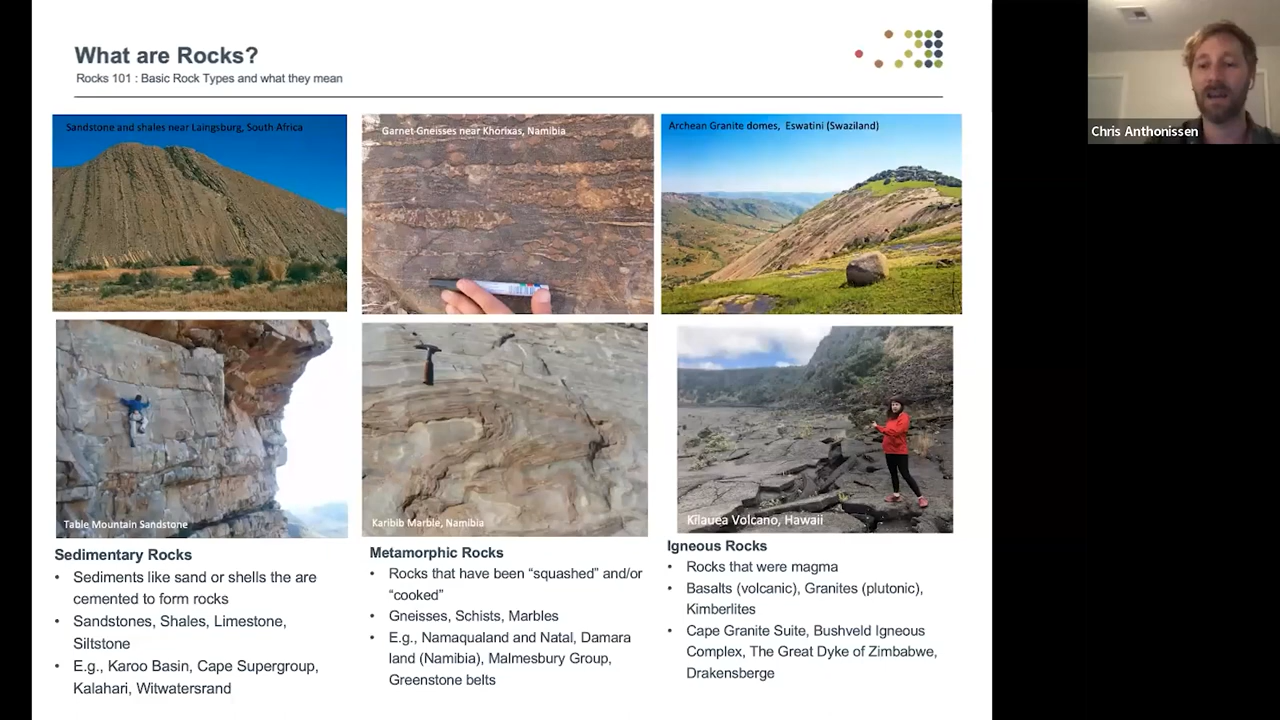 What are Rocks?
Rocks 101 : Basic Rock Types and what they mean
Sandstone and shales near Laingsburg, South Africa
Garnet Gneisses near Khorixas, Namibia
Archean Granite domes, Eswatini (Swaziland)
Table Mountain Sandstone
Karibib Marble, Namibia
Kilauea Volcano, Hawaii
Sedimentary Rocks
• Sediments like sand or shells the are
cemented to form rocks
• Sandstones, Shales, Limestone,
Siltstone
• E.g., Karoo Basin, Cape Supergroup,
Kalahari, Witwatersrand
Metamorphic Rocks
• Rocks that have been “squashed” and/or
“cooked”
• Gneisses, Schists, Marbles
• E.g., Namaqualand and Natal, Damara
land (Namibia), Malmesbury Group,
Greenstone belts
Igneous Rocks
• Rocks that were magma
• Basalts (volcanic), Granites (plutonic),
Kimberlites
• Cape Granite Suite, Bushveld Igneous
Complex, The Great Dyke of Zimbabwe,
Drakensberge
Chris Anthonissen